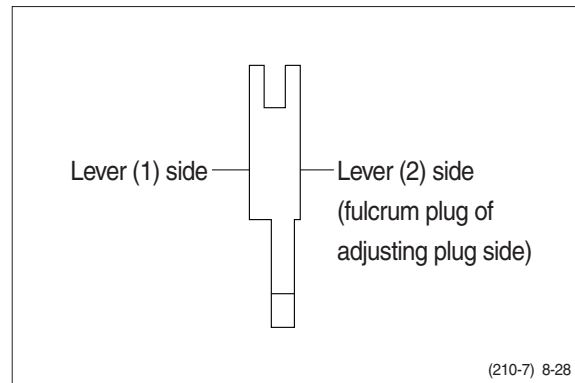 Lever (1) side
Lever (2) side
(fulcrum plug of
adjusting plug side)
(210-7) 8-28